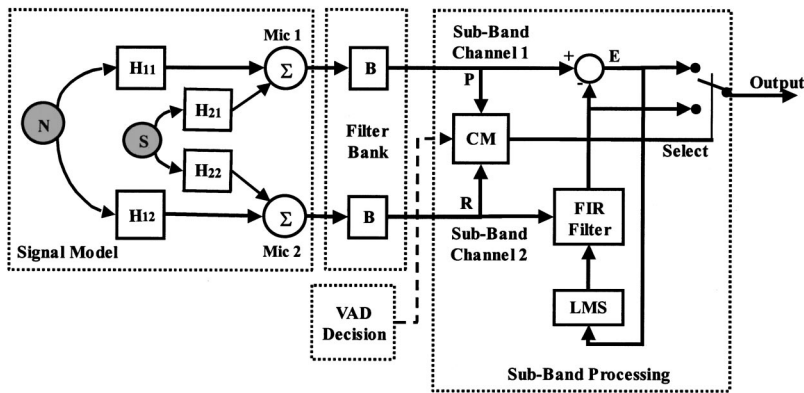 Mic 1
Sub-Band
Channel 1
H11
Σ
B
P
+
-
E
Output
N
H21
S
Filter
Bank
CM
Select
H22
R
FIR
Filter
H12
Σ
B
Signal Model
Mic 2
Sub-Band
Channel 2
VAD
Decision
LMS
Sub-Band Processing